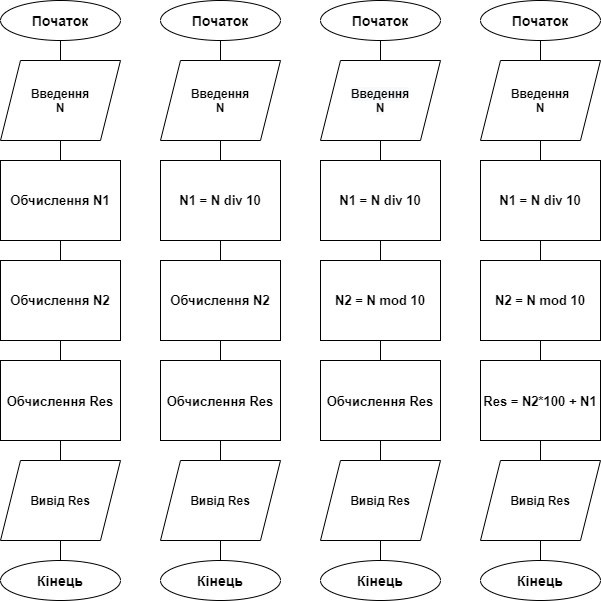 Початок
Введення
N
Обчислення N1
Обчислення N2
Обчислення Res
Вивід Res
Кінець
Початок
Введення
N
N1 = N div 10
Обчислення N2
Обчислення Res
Вивід Res
Кінець
Початок
Введення
N
N1 = N div 10
N2 = N mod 10
Обчислення Res
Вивід Res
Кінець
Початок
Введення
N
N1 = N div 10
N2 = N mod 10
Res = N2*100 + N1
Вивід Res
Кінець